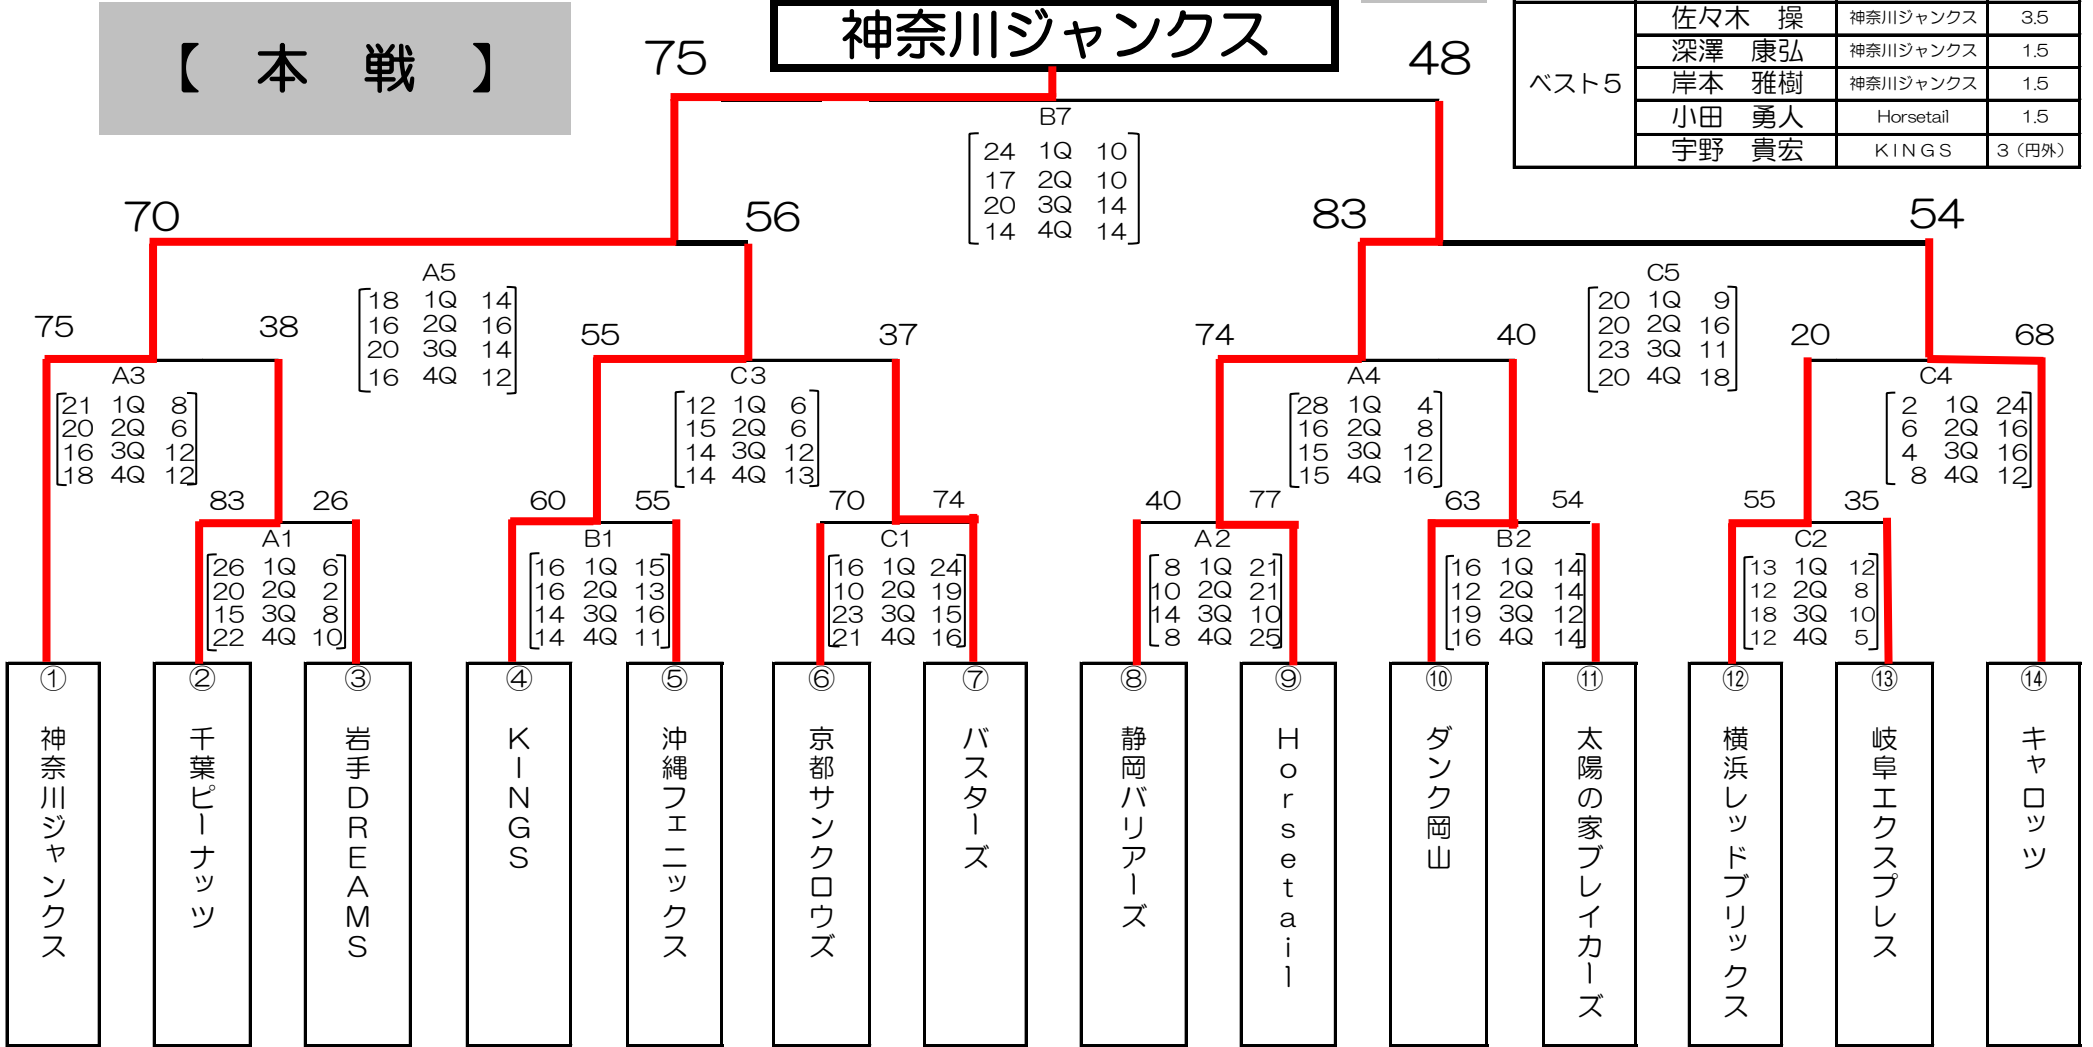 【 本 戦 】
神奈川ジャンクス
75
48
ベスト5
佐々木 操 神奈川ジャンクス 3.5
深澤 康弘 神奈川ジャンクス 1.5
岸本 雅樹 神奈川ジャンクス 1.5
小田 勇人 Horsetail 1.5
宇野 貴宏 KINGS 3（円外）
B7
24 1Q 10
17 2Q 10
20 3Q 14
14 4Q 14
70
56
83
54
A5
18 1Q 14
16 2Q 16
20 3Q 14
16 4Q 12
C5
20 1Q 9
20 2Q 16
23 3Q 11
20 4Q 18
75
38
55
37
74
40
20
68
A3
21 1Q 8
20 2Q 6
16 3Q 12
18 4Q 12
C3
12 1Q 6
15 2Q 6
14 3Q 12
14 4Q 13
A4
28 1Q 4
16 2Q 8
15 3Q 12
15 4Q 16
C4
2 1Q 24
6 2Q 16
4 3Q 16
8 4Q 12
83
26
60
55
70
74
40
77
63
54
55
35
A1
26 1Q 6
20 2Q 2
15 3Q 8
22 4Q 10
B1
16 1Q 15
16 2Q 13
14 3Q 16
14 4Q 11
C1
16 1Q 24
10 2Q 19
23 3Q 15
21 4Q 16
A2
8 1Q 21
10 2Q 21
14 3Q 10
8 4Q 25
B2
16 1Q 14
12 2Q 14
19 3Q 12
16 4Q 14
C2
13 1Q 12
12 2Q 8
18 3Q 10
12 4Q 5
① 神奈川ジャンクス
② 千葉ピーナッツ
③ 岩手DREAMS
④ KINGS
⑤ 沖縄フェニックス
⑥ 京都サンクロウズ
⑦ バスターズ
⑧ 静岡バリアーズ
⑨ Horsetail
⑩ ダンク岡山
⑪ 太陽の家ブレイカーズ
⑫ 横浜レッドブリックス
⑬ 岐阜エクスプレス
⑭ キャロッツ